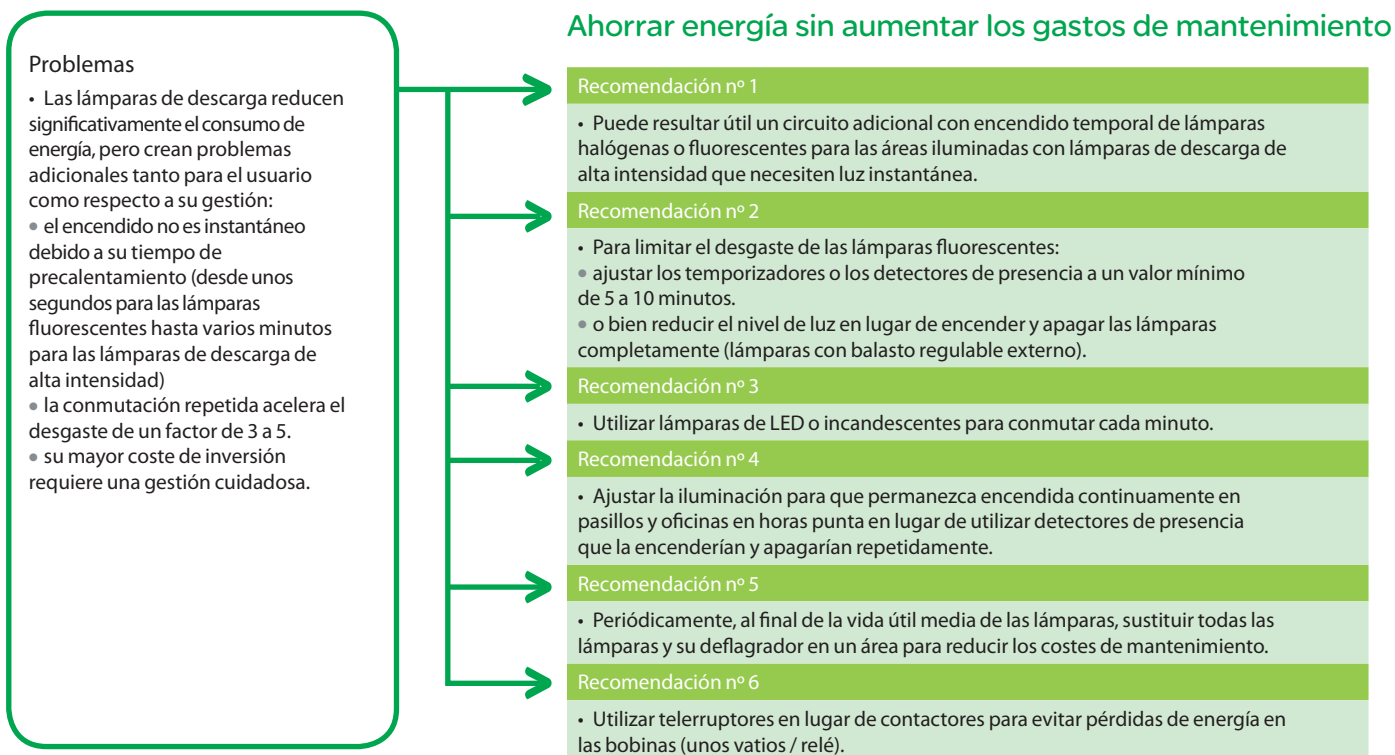 Ahorrar energía sin aumentar los gastos de mantenimiento
Problemas
• Las lámparas de descarga reducen
significativamente el consumo de
energía, pero crean problemas
adicionales tanto para el usuario
como respecto a su gestión:
• el encendido no es instantáneo
debido a su tiempo de
precalentamiento (desde unos
segundos para las lámparas
fluorescentes hasta varios minutos
para las lámparas de descarga de
alta intensidad)
• la conmutación repetida acelera el
desgaste de un factor de 3 a 5.
• su mayor coste de inversión
requiere una gestión cuidadosa.
Recomendación nº 1
• Puede resultar útil un circuito adicional con encendido temporal de lámparas
halógenas o fluorescentes para las áreas iluminadas con lámparas de descarga de
alta intensidad que necesiten luz instantánea.
Recomendación nº 2
• Para limitar el desgaste de las lámparas fluorescentes:
• ajustar los temporizadores o los detectores de presencia a un valor mínimo
de 5 a 10 minutos.
• o bien reducir el nivel de luz en lugar de encender y apagar las lámparas
completamente (lámparas con balasto regulable externo).
Recomendación nº 3
• Utilizar lámparas de LED o incandescentes para conmutar cada minuto.
Recomendación nº 4
• Ajustar la iluminación para que permanezca encendida continuamente en
pasillos y oficinas en horas punta en lugar de utilizar detectores de presencia
que la encenderían y apagarían repetidamente.
Recomendación nº 5
• Periódicamente, al final de la vida útil media de las lámparas, sustituir todas las
lámparas y su deflagrador en un área para reducir los costes de mantenimiento.
Recomendación nº 6
• Utilizar telerruptores en lugar de contactores para evitar pérdidas de energía en
las bobinas (unos vatios / relé).